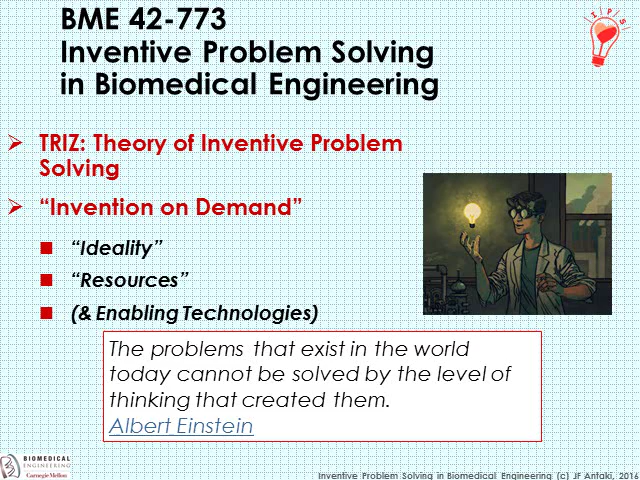 BME 42-773
Inventive Problem Solving
in Biomedical Engineering
I P S
TRIZ: Theory of Inventive Problem
Solving
“Invention on Demand”
“Ideality”
“Resources”
(& Enabling Technologies)
The problems that exist in the world
today cannot be solved by the level of
thinking that created them.
Albert Einstein
BIOMEDICAL
ENGINEERING
Carnegie Mellon
Inventive Problem Solving in Biomedical Engineering (c) JF Antaki, 2016